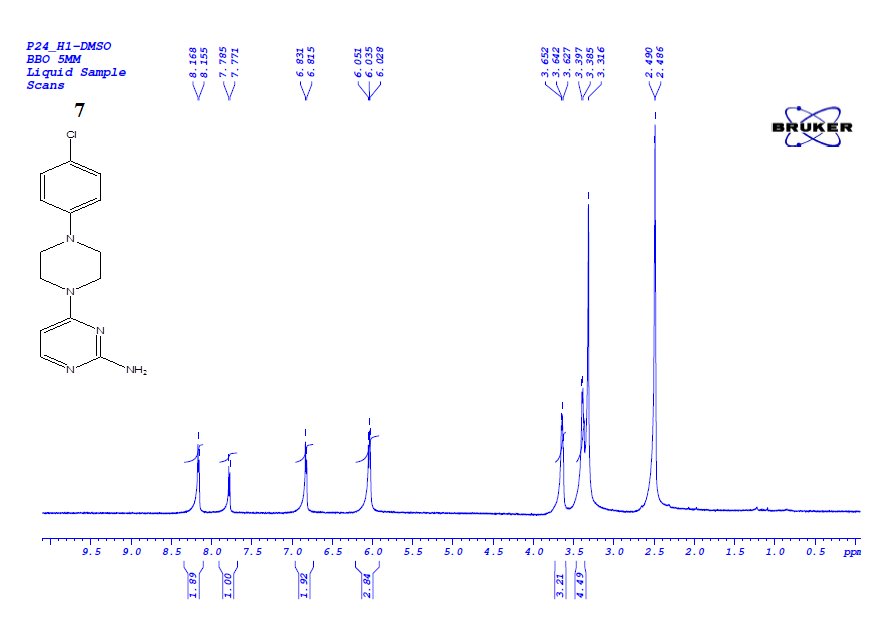 P24_H1-DMSO
BBO 5MM
Liquid Sample
Scans
7
8.168
8.155
7.785
7.771
6.831
6.815
6.051
6.035
6.028
3.652
3.642
3.627
3.397
3.385
3.316
2.490
2.486
BRUKER
Cl
N
N
N
N
NH2
9.5 9.0 8.5 8.0 7.5 7.0 6.5 6.0 5.5 5.0 4.5 4.0 3.5 3.0 2.5 2.0 1.5 1.0 0.5 ppm
1.89
1.00
1.92
2.84
3.21
4.49